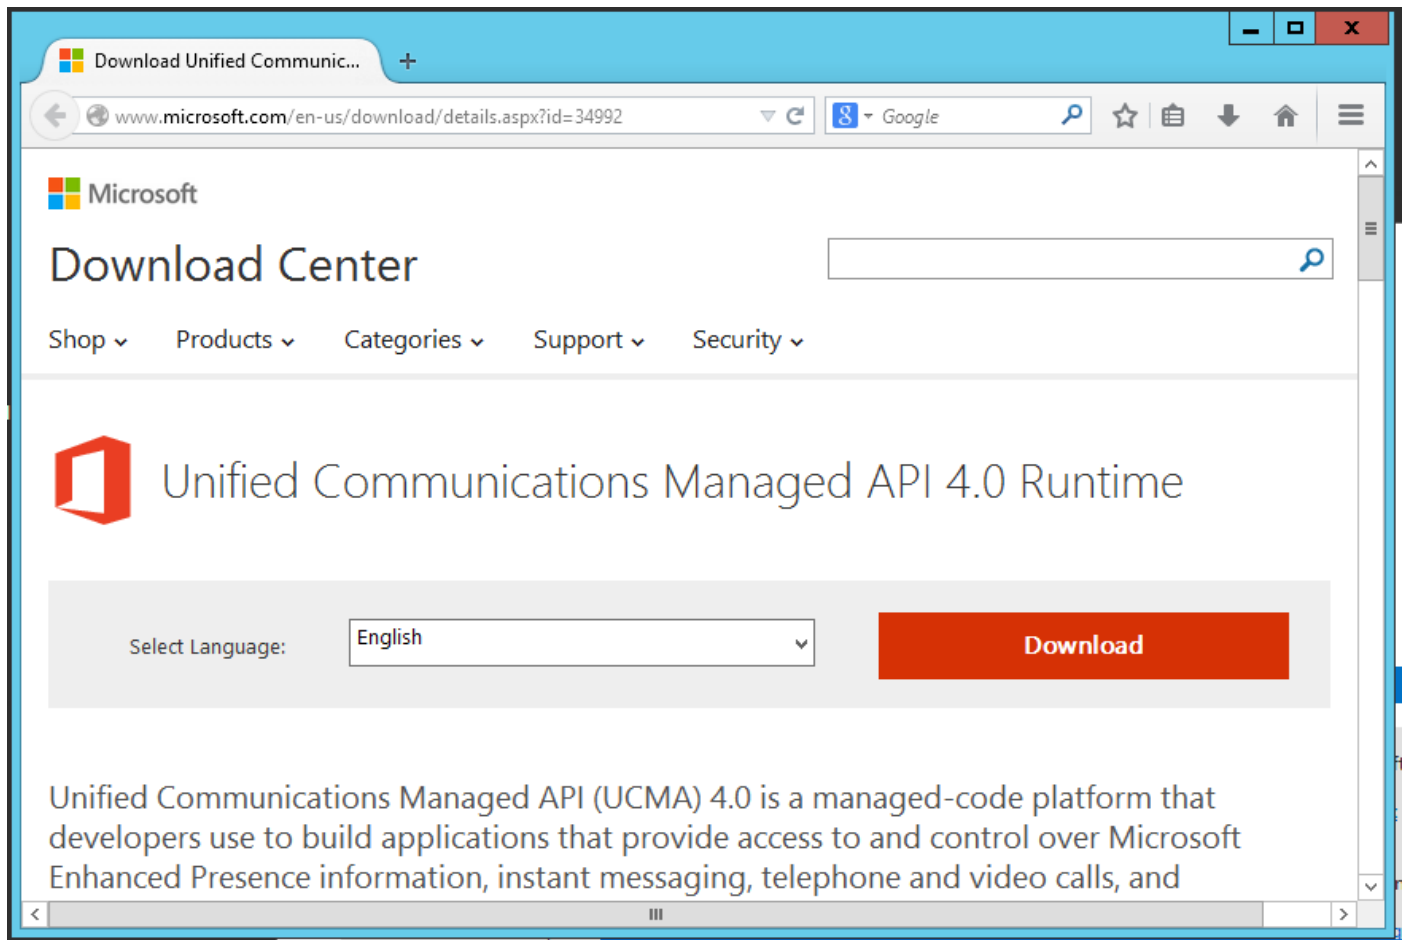 Download Unified Communic...
www.microsoft.com/en-us/download/details.aspx?id=34992
Google
Microsoft
Download Center
Shop Products Categories Support Security
Unified Communications Managed API 4.0 Runtime
Select Language: English Download
Unified Communications Managed API (UCMA) 4.0 is a managed-code platform that
developers use to build applications that provide access to and control over Microsoft
Enhanced Presence information, instant messaging, telephone and video calls, and